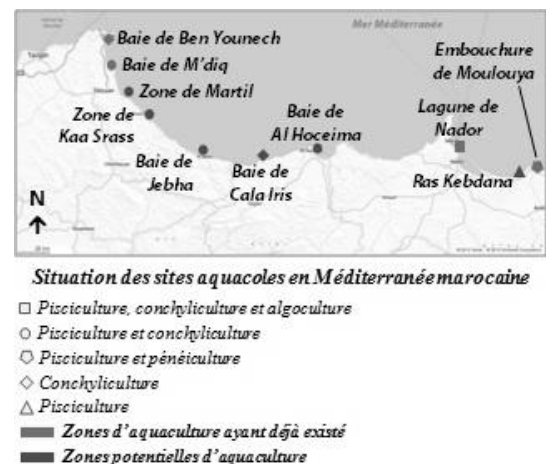 Mer Méditerranée
Baie de Ben Younech
Embouchure
de Moulouya
Baie de M'diq
Zone de Martil
Zone de
Kaa Srass
Baie de
Al Hoceima
Lagune de
Nador
Baie de
Jebha
Baie de
Cala Iris
Ras Kebdana
N
Situation des sites aquacoles en Méditerranée marocaine
Pisciculture, conchyliculture et algoculture
Pisciculture et conchyliculture
Pisciculture et pénéiculture
Conchyliculture
Pisciculture
Zones d'aquaculture ayant déjà existé
Zones potentielles d'aquaculture